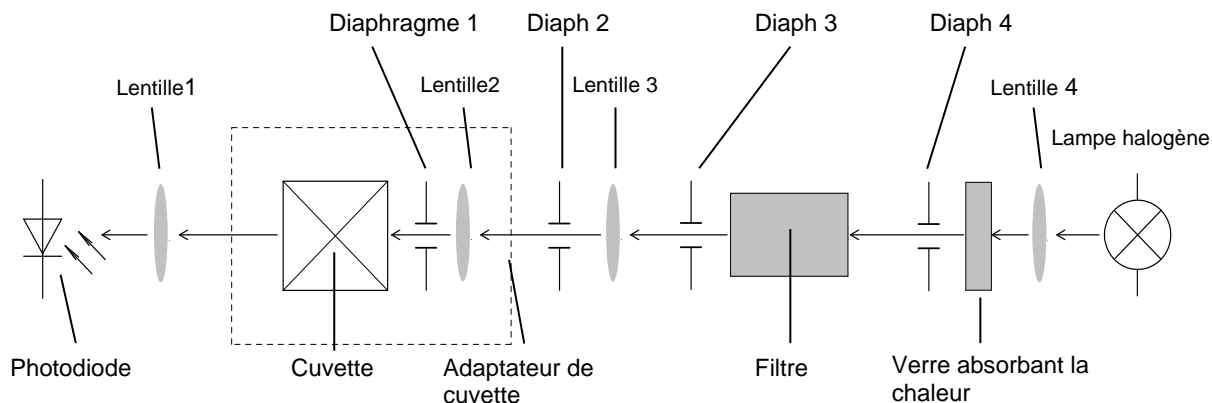 Diaphragme 1
Diaph 2
Diaph 3
Diaph 4
Lentille1
Lentille2
Lentille 3
Lentille 4
Lampe halogène
Photodiode
Cuvette
Adaptateur de
cuvette
Filtre
Verre absorbant la
chaleur